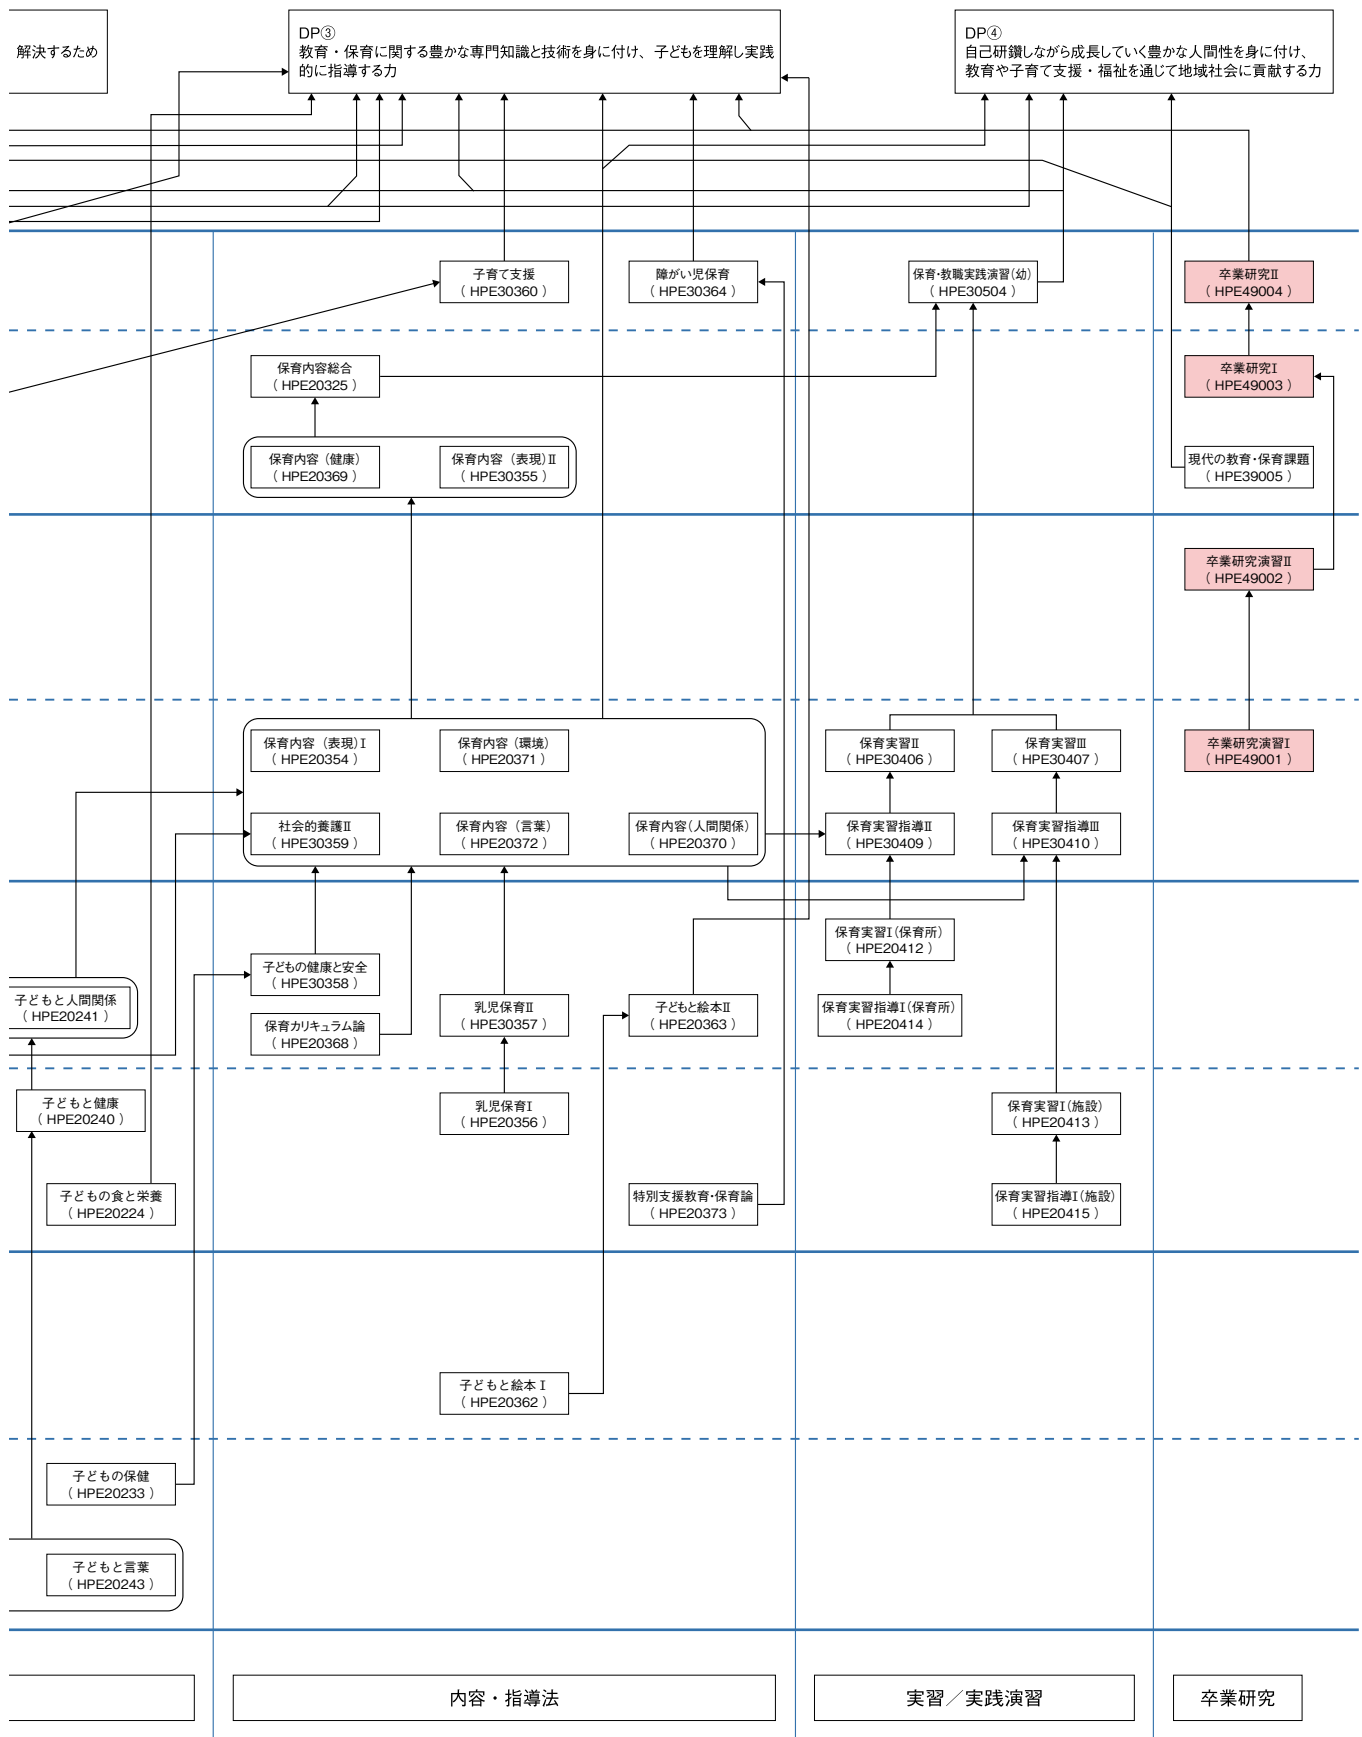 解決するため
DP③
教育・保育に関する豊かな専門知識と技術を身に付け、子どもを理解し実践
的に指導する力
DP④
自己研鑽しながら成長していく豊かな人間性を身に付け、
教育や子育て支援・福祉を通じて地域社会に貢献する力
子育て支援
（HPE30360）
障がい児保育
（HPE30364）
保育・教職実践演習（幼）
（HPE30504）
卒業研究Ⅱ
（HPE49004）
保育内容総合
（HPE20325）
卒業研究Ⅰ
（HPE49003）
保育内容（健康）
（HPE20369）
保育内容（表現）Ⅱ
（HPE30355）
現代の教育・保育課題
（HPE39005）
卒業研究演習Ⅱ
（HPE49002）
保育内容（表現）Ⅰ
（HPE20354）
保育内容（環境）
（HPE20371）
保育実習Ⅱ
（HPE30406）
保育実習Ⅲ
（HPE30407）
卒業研究演習Ⅰ
（HPE49001）
社会的養護Ⅱ
（HPE30359）
保育内容（言葉）
（HPE20372）
保育内容（人間関係）
（HPE20370）
保育実習指導Ⅱ
（HPE30409）
保育実習指導Ⅲ
（HPE30410）
保育実習Ⅰ（保育所）
（HPE20412）
子どもの健康と安全
（HPE30358）
子どもと人間関係
（HPE20241）
乳児保育Ⅱ
（HPE30357）
子どもと絵本Ⅱ
（HPE20363）
保育実習指導Ⅰ（保育所）
（HPE20414）
保育カリキュラム論
（HPE20368）
子どもと健康
（HPE20240）
乳児保育Ⅰ
（HPE20356）
保育実習Ⅰ（施設）
（HPE20413）
子どもの食と栄養
（HPE20224）
特別支援教育・保育論
（HPE20373）
保育実習指導Ⅰ（施設）
（HPE20415）
子どもと絵本Ⅰ
（HPE20362）
子どもの保健
（HPE20233）
子どもと言葉
（HPE20243）
内容・指導法
実習／実践演習
卒業研究